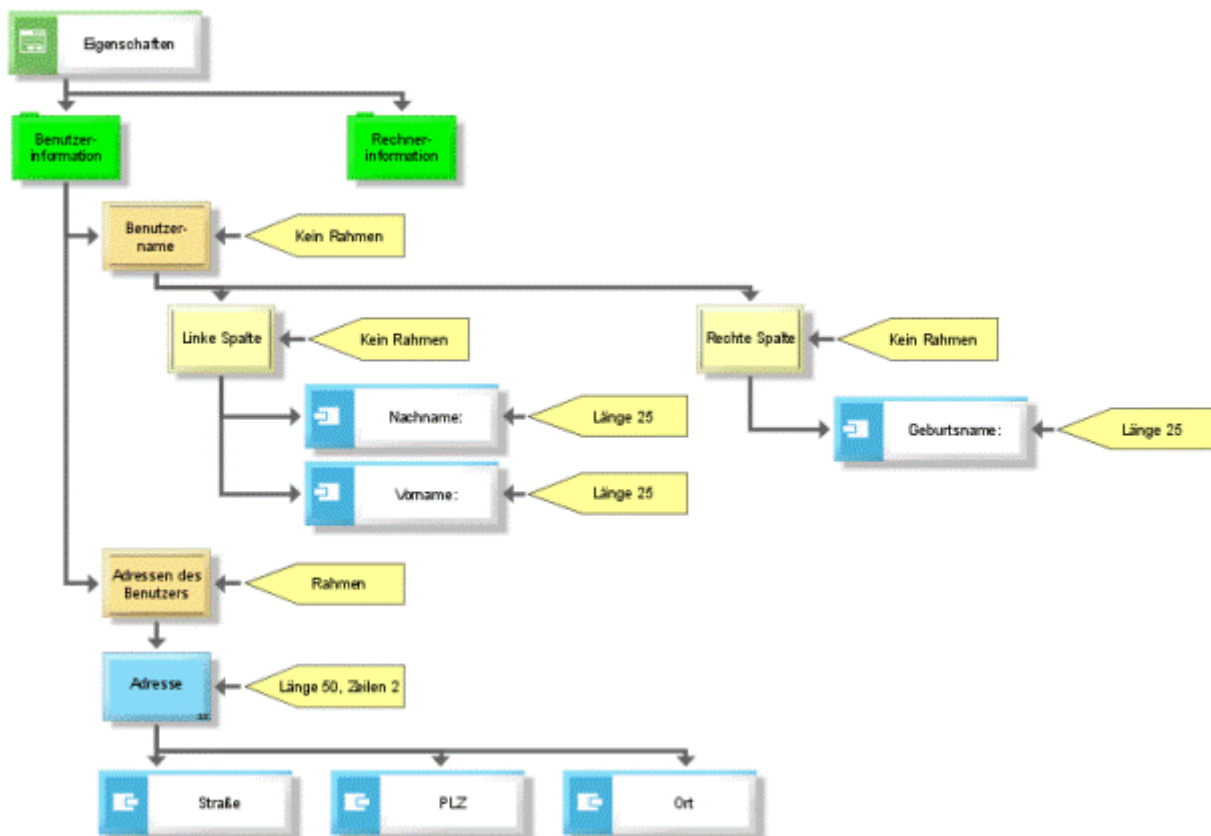 Eigenschaften
Benutzer-
information
Rechner-
information
Benutzer-
name
Kein Rahmen
Linke Spalte
Kein Rahmen
Rechte Spalte
Kein Rahmen
Nachname:
Länge 25
Geburtsname:
Länge 25
Vorname:
Länge 25
Adressen des
Benutzers
Rahmen
Adresse
Länge 50, Zeilen 2
Straße
PLZ
Ort